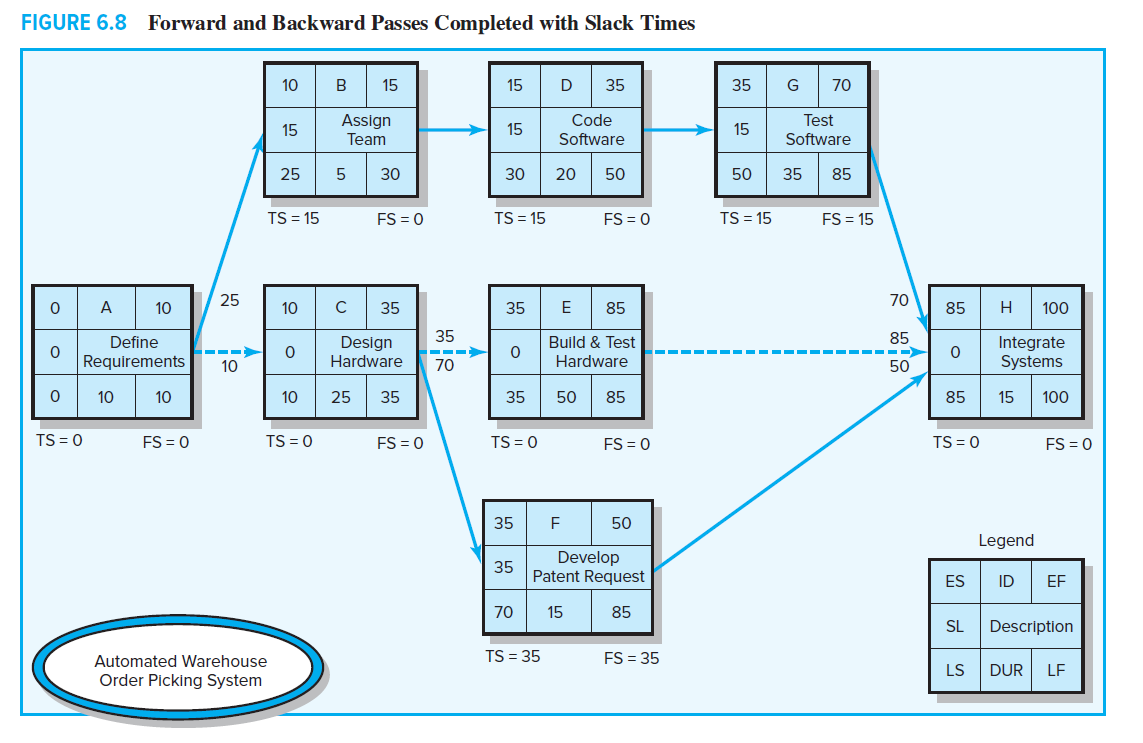 FIGURE 6.8 Forward and Backward Passes Completed with Slack Times
10 B 15
15 Assign Team
25 5 30
TS = 15 FS = 0
15 D 35
15 Code Software
30 20 50
TS = 15 FS = 0
35 G 70
15 Test Software
50 35 85
TS = 15 FS = 15
0 A 10
0 Define Requirements
0 10 10
TS = 0 FS = 0
25
10
10 C 35
0 Design Hardware
10 25 35
TS = 0 FS = 0
35
70
35 E 85
0 Build & Test Hardware
35 50 85
TS = 0 FS = 0
70
85
50
85 H 100
0 Integrate Systems
85 15 100
TS = 0 FS = 0
35 F 50
35 Develop Patent Request
70 15 85
TS = 35 FS = 35
Automated Warehouse
Order Picking System
Legend
ES ID EF
SL Description
LS DUR LF